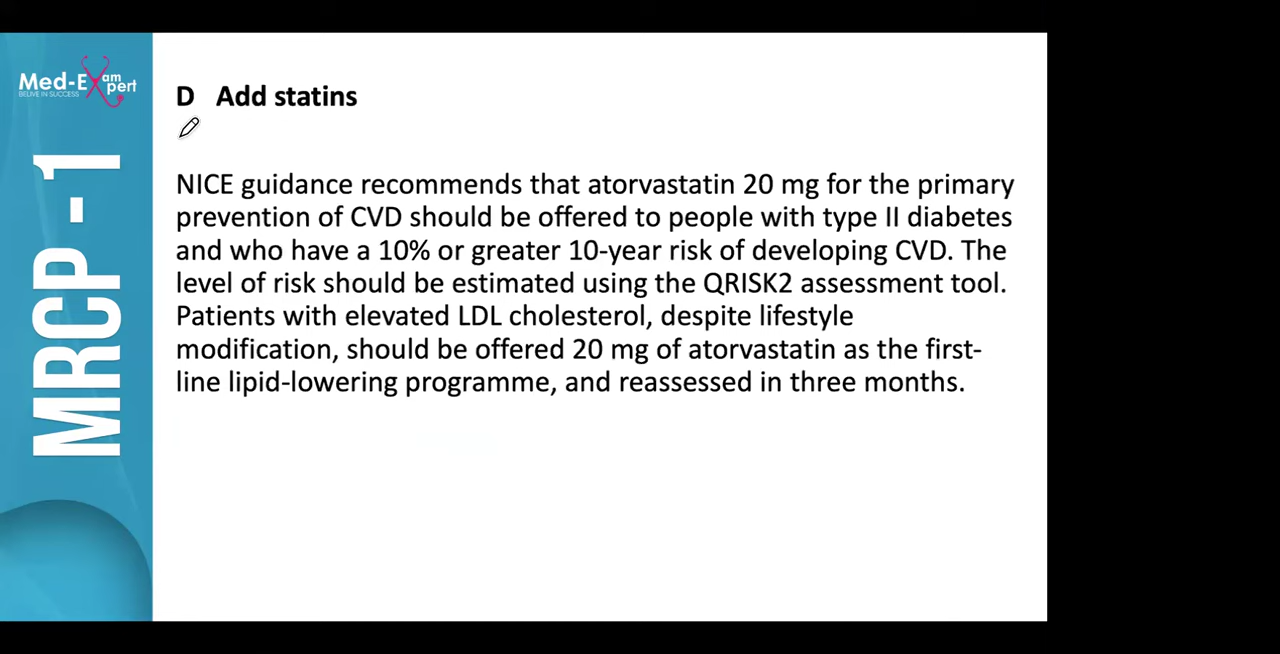 Med-Exam
pert
BELIVE IN SUCCESS
MRCP - 1
D Add statins
NICE guidance recommends that atorvastatin 20 mg for the primary
prevention of CVD should be offered to people with type II diabetes
and who have a 10% or greater 10-year risk of developing CVD. The
level of risk should be estimated using the QRISK2 assessment tool.
Patients with elevated LDL cholesterol, despite lifestyle
modification, should be offered 20 mg of atorvastatin as the first-
line lipid-lowering programme, and reassessed in three months.